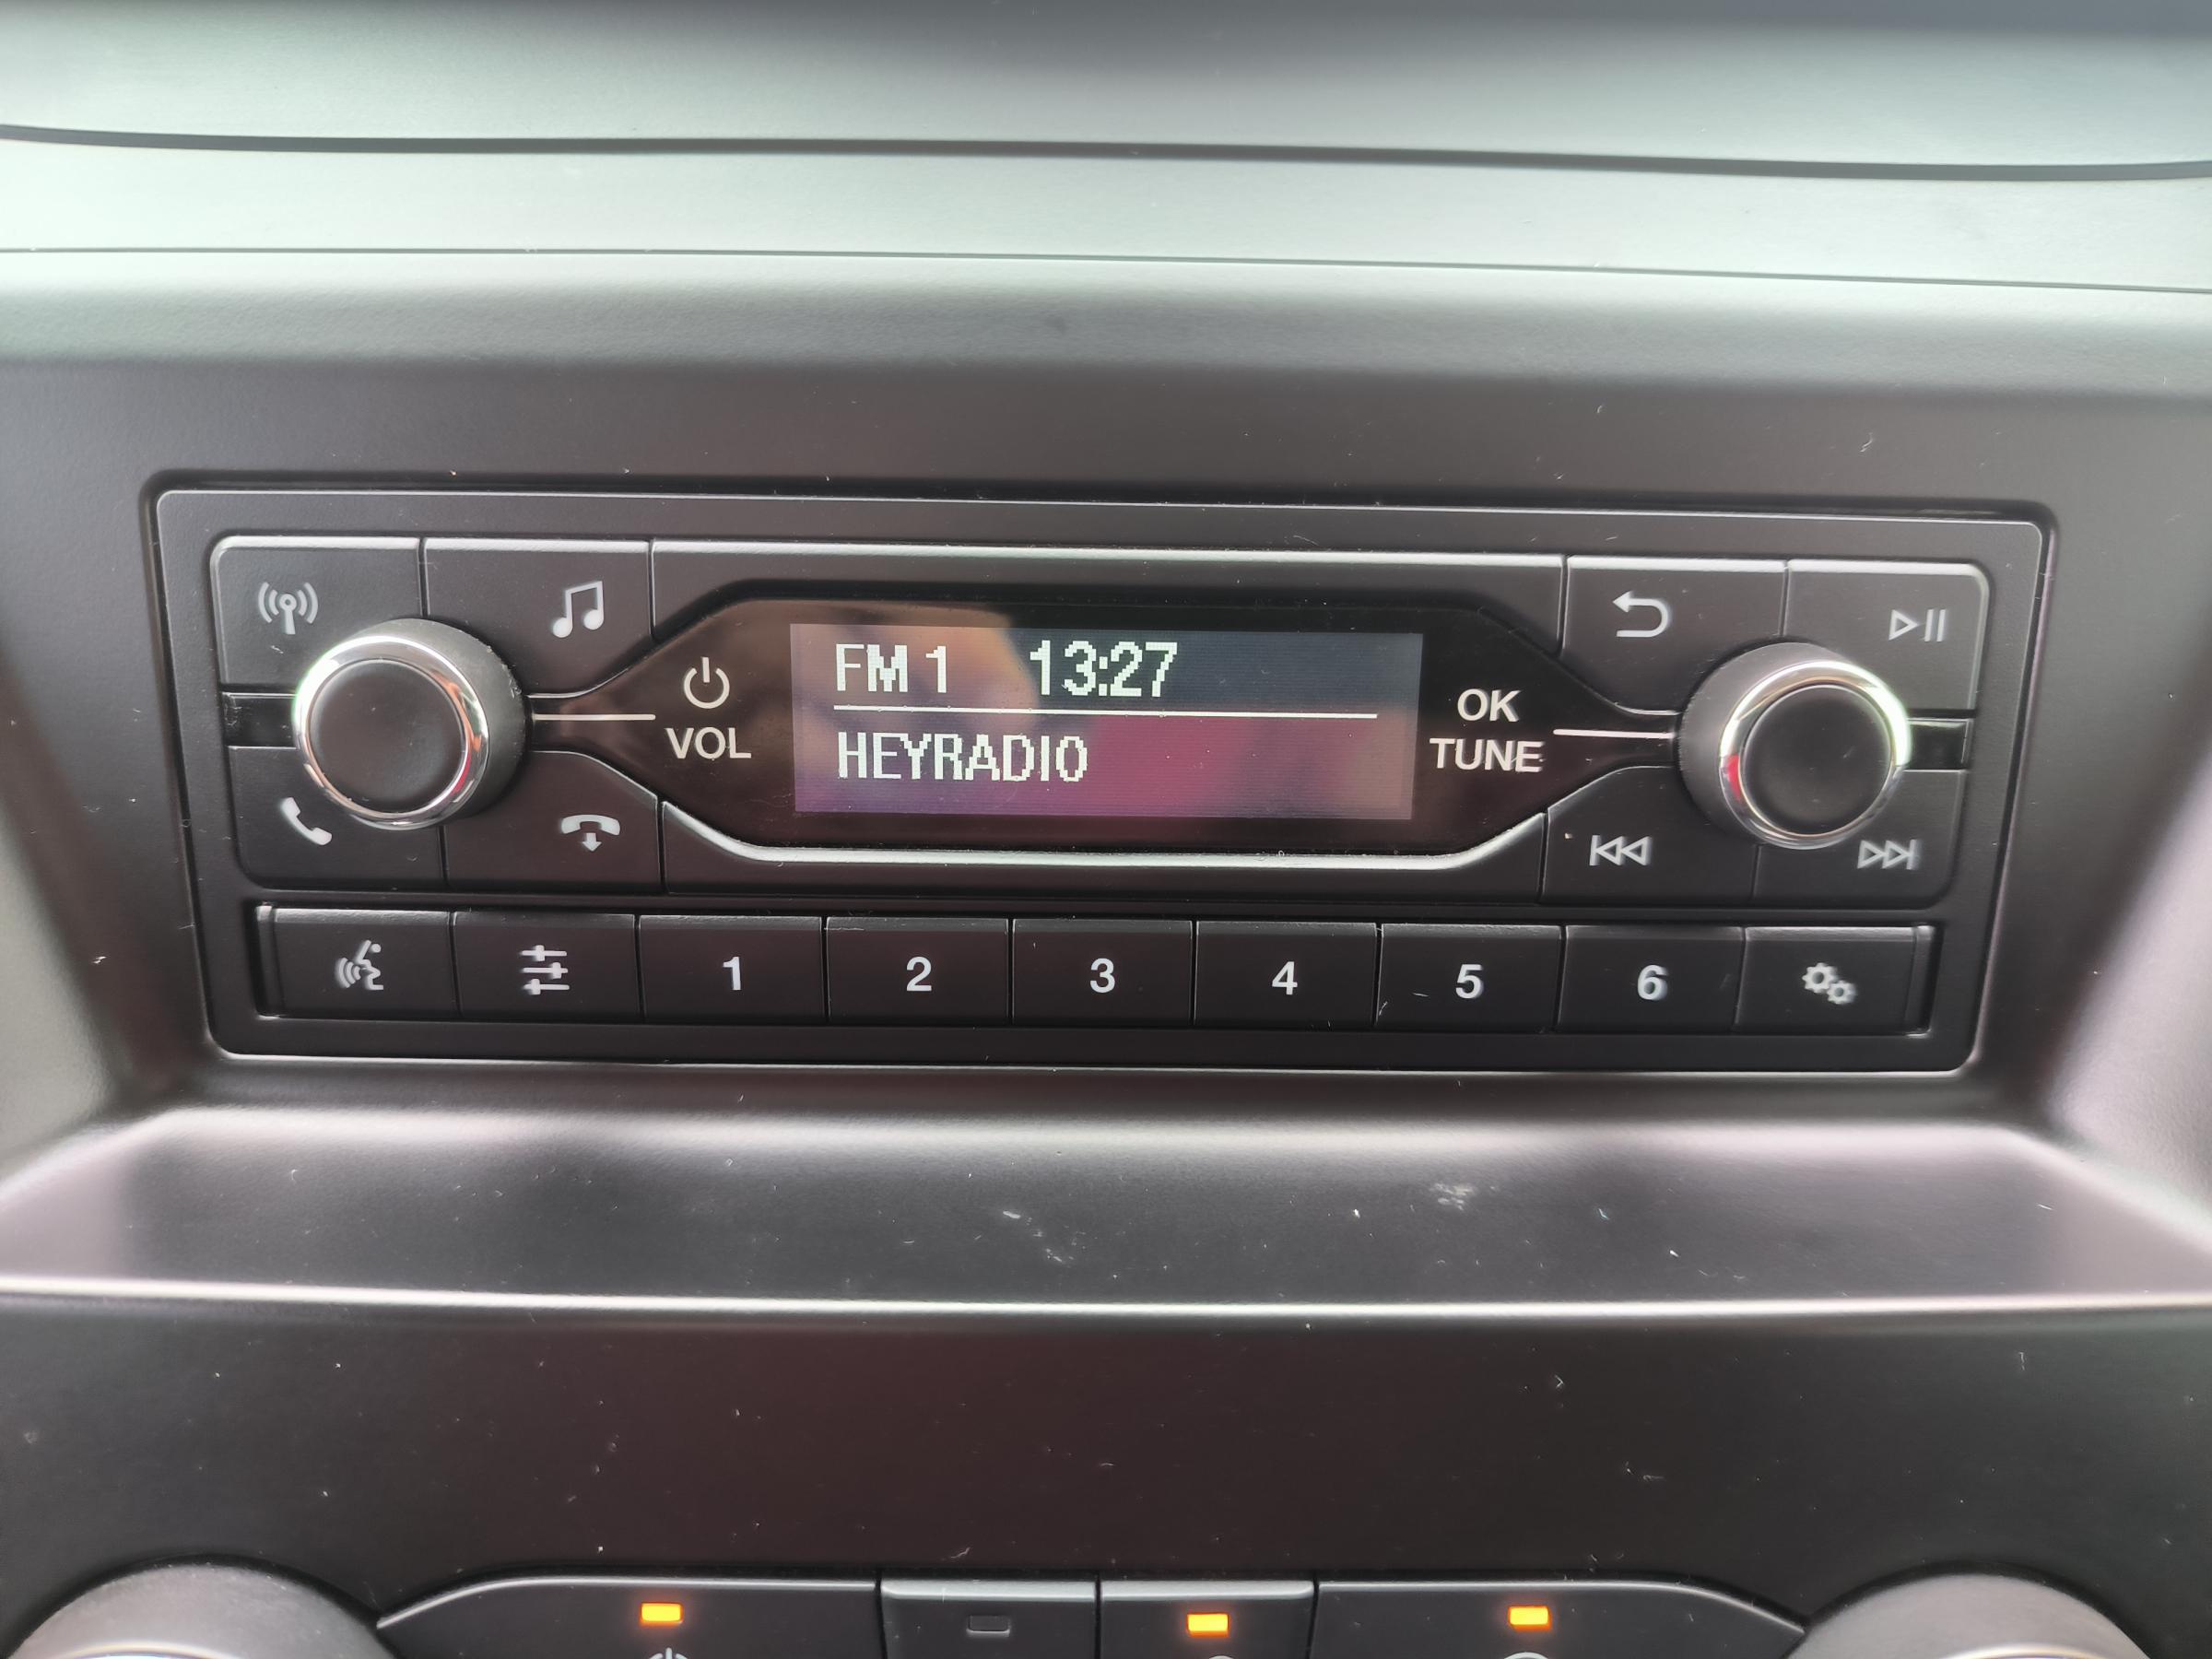 FM 1 13:27
HEYRADIO
VOL
OK
TUNE
1 2 3 4 5 6